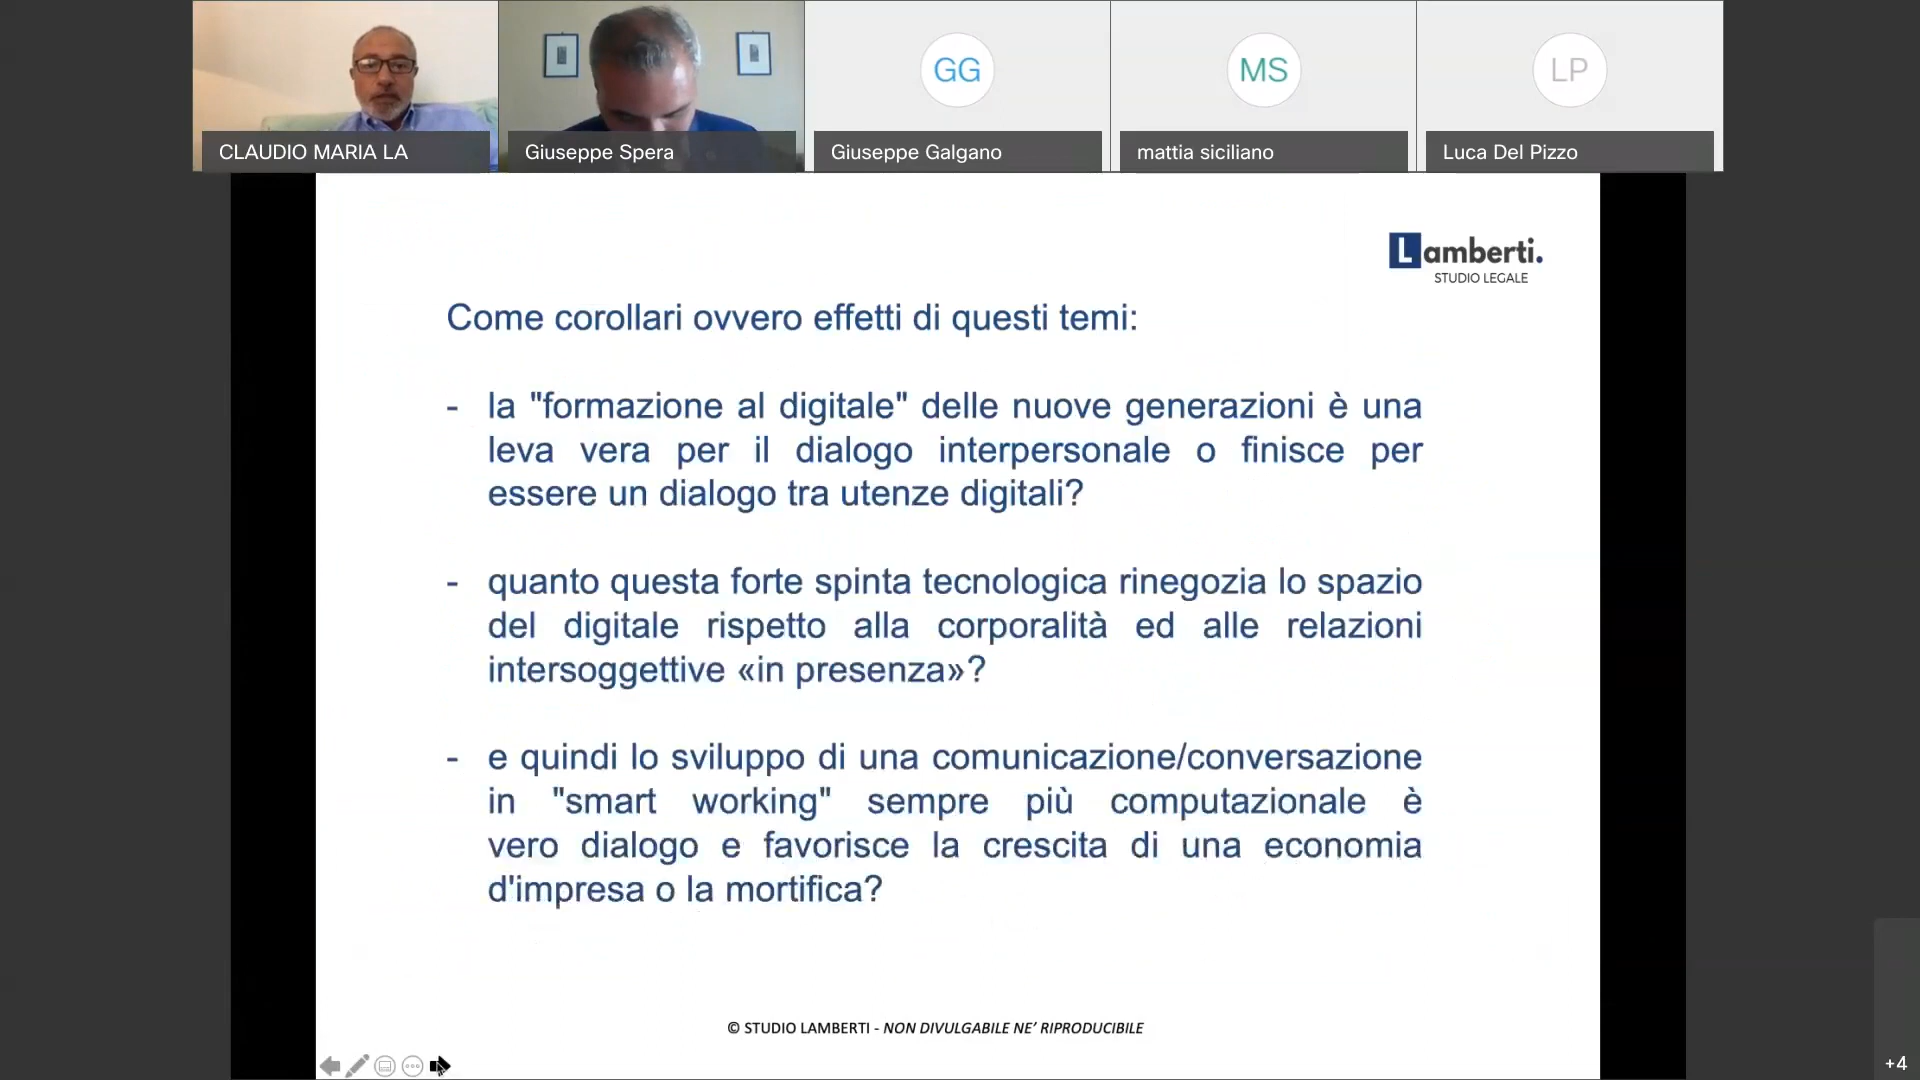 CLAUDIO MARIA LA
Giuseppe Spera
GG
Giuseppe Galgano
MS
mattia siciliano
LP
Luca Del Pizzo
Lamberti.
STUDIO LEGALE
Come corollari ovvero effetti di questi temi:
- la "formazione al digitale" delle nuove generazioni è una
leva vera per il dialogo interpersonale o finisce per
essere un dialogo tra utenze digitali?
- quanto questa forte spinta tecnologica rinegozia lo spazio
del digitale rispetto alla corporalità ed alle relazioni
intersoggettive «in presenza»?
- e quindi lo sviluppo di una comunicazione/conversazione
in "smart working" sempre più computazionale è
vero dialogo e favorisce la crescita di una economia
d'impresa o la mortifica?
© STUDIO LAMBERTI - NON DIVULGABILE NE’ RIPRODUCIBILE
+4